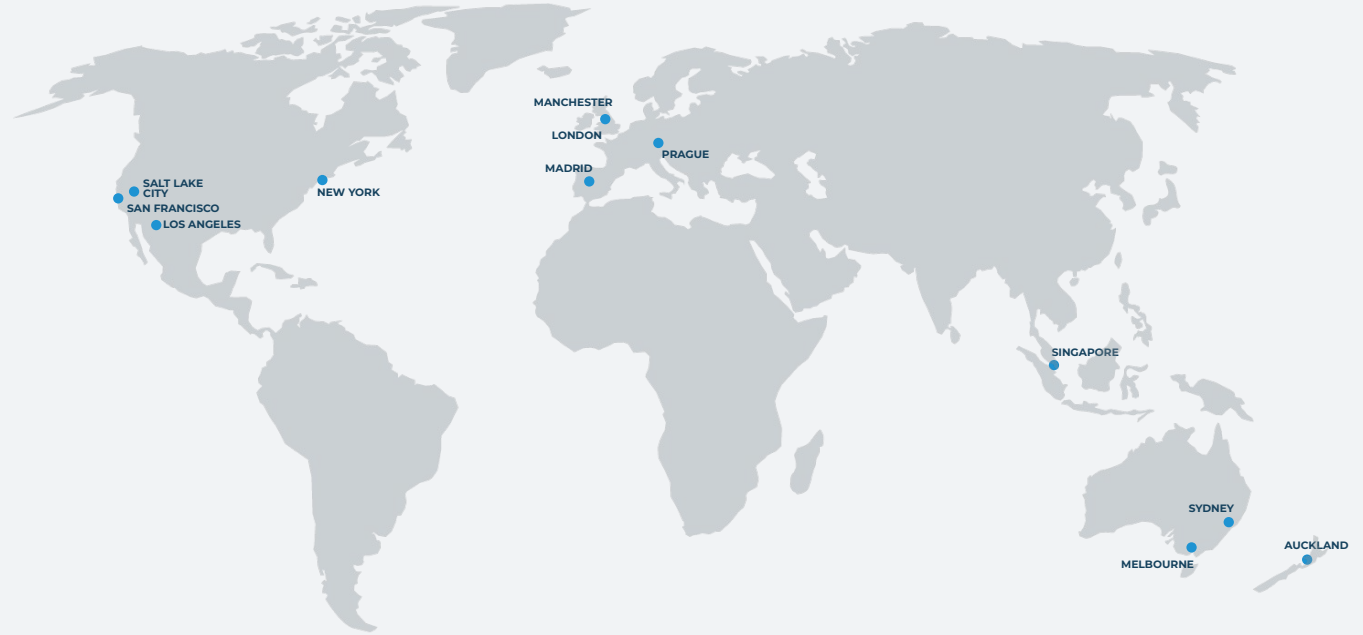 MANCHESTER
LONDON
PRAGUE
MADRID
SALT LAKE
CITY
NEW YORK
SAN FRANCISCO
LOS ANGELES
SINGAPORE
SYDNEY
AUCKLAND
MELBOURNE